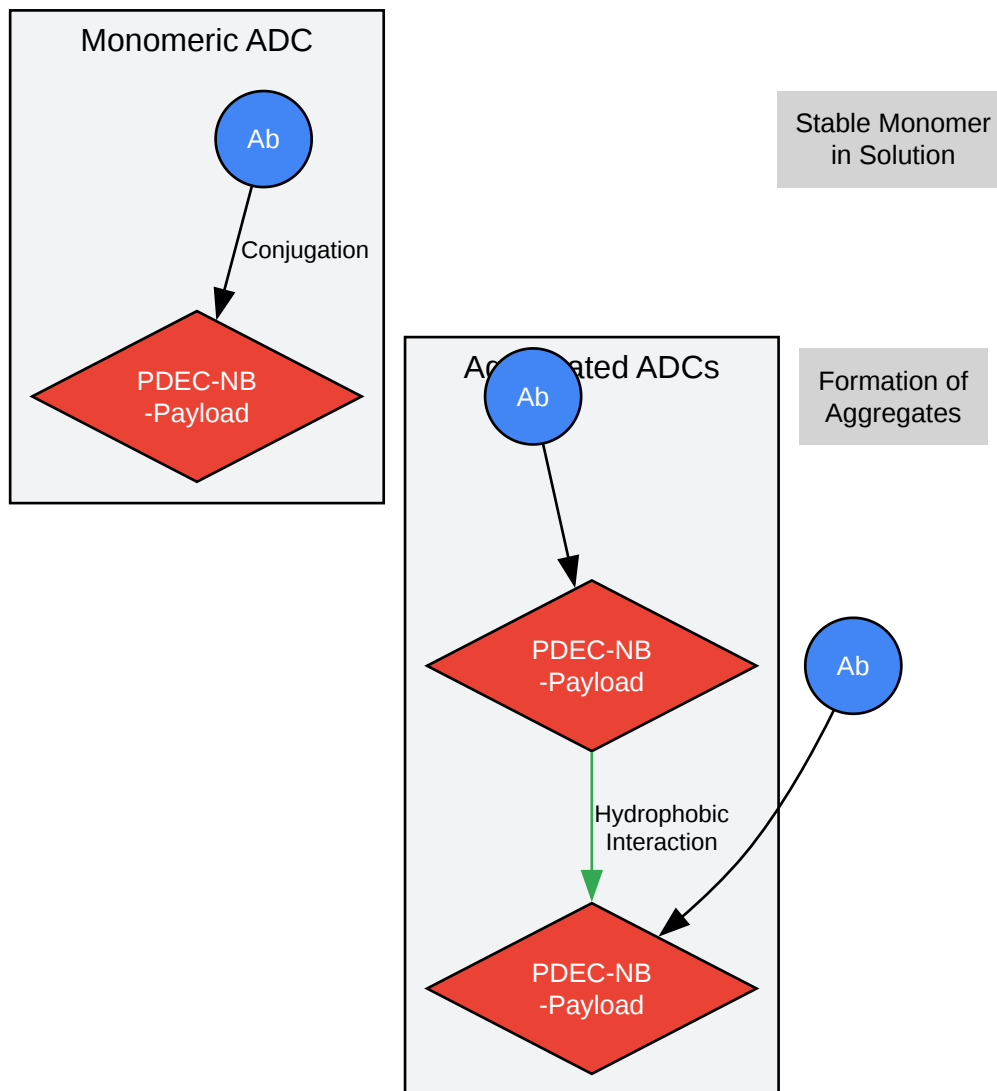 Monomeric ADC
Ab
Conjugation
PDEC-NB
-Payload
Stable Monomer
in Solution
ated ADCs
Ab
Formation of
Aggregates
PDEC-NB
-Payload
Ab
Hydrophobic
Interaction
PDEC-NB
-Payload